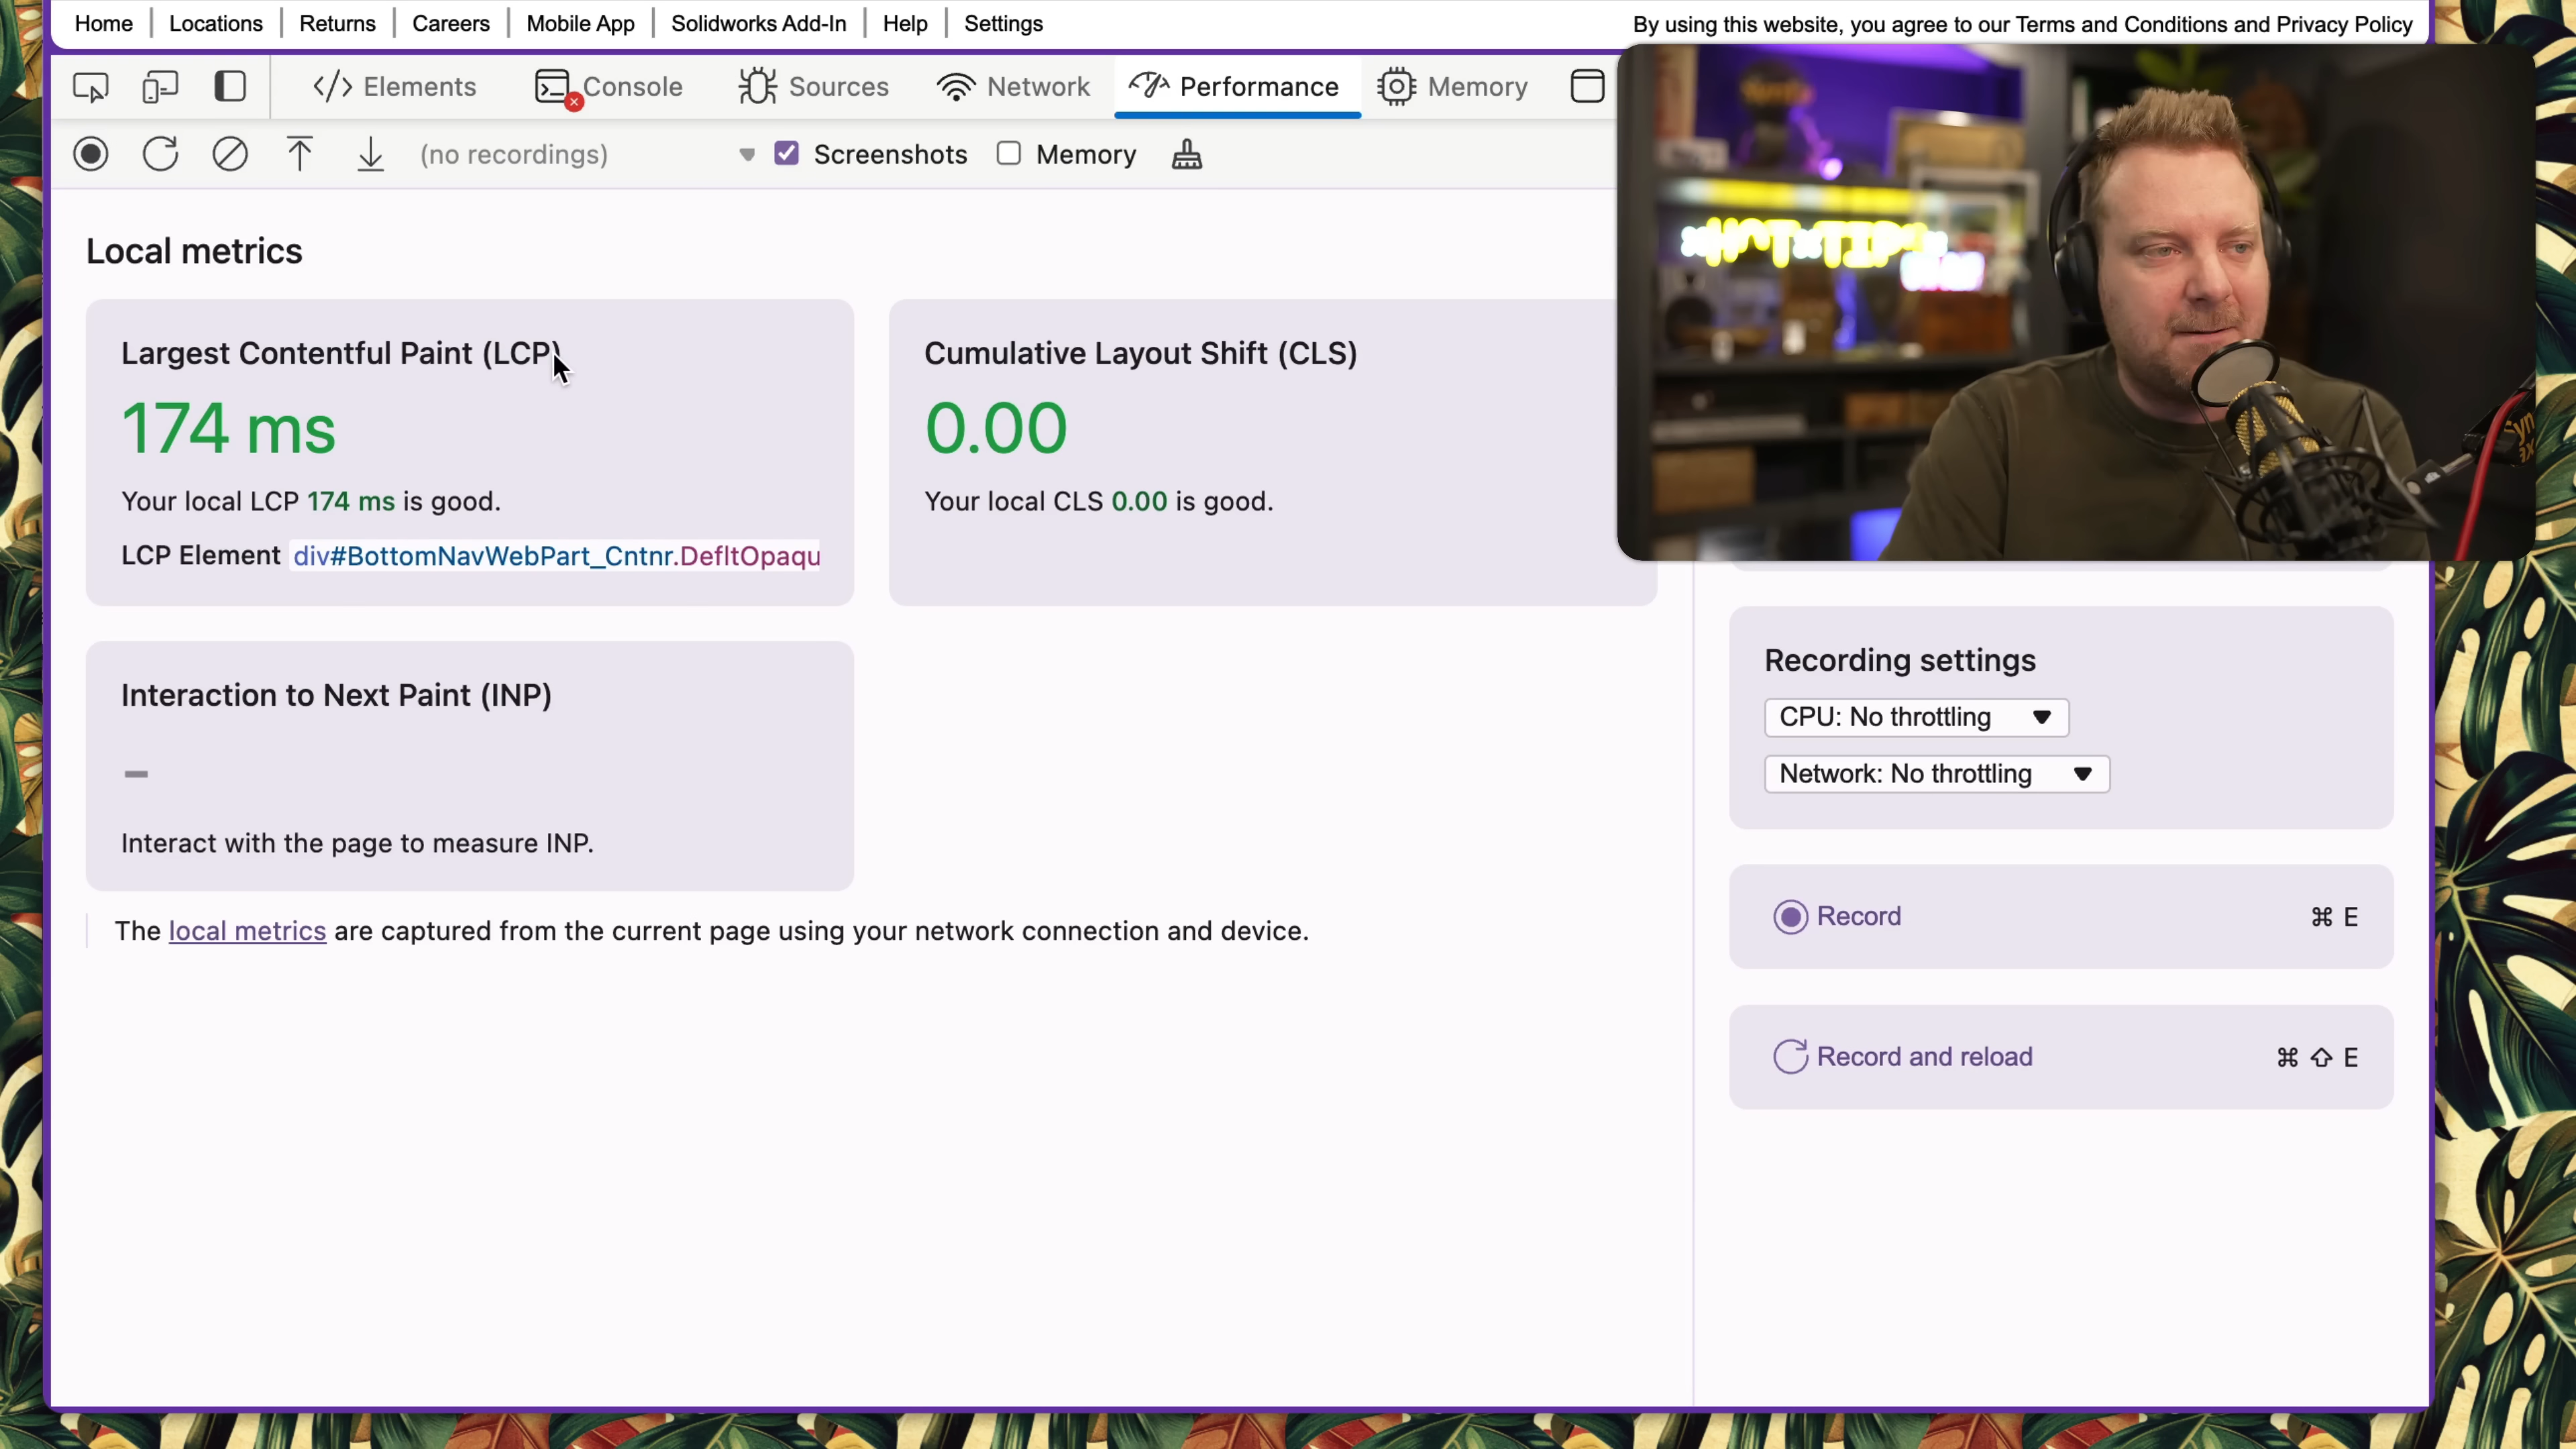 Home | Locations | Returns | Careers | Mobile App | Solidworks Add-In | Help | Settings
By using this website, you agree to our Terms and Conditions and Privacy Policy
Elements Console Sources Network Performance Memory
(no recordings) Screenshots Memory
Local metrics
Largest Contentful Paint (LCP)
174 ms
Your local LCP 174 ms is good.
LCP Element div#BottomNavWebPart_Cntnr.DefltOpaqu
Cumulative Layout Shift (CLS)
0.00
Your local CLS 0.00 is good.
Interaction to Next Paint (INP)
–
Interact with the page to measure INP.
The local metrics are captured from the current page using your network connection and device.
Recording settings
CPU: No throttling
Network: No throttling
Record ⌘ E
Record and reload ⌘ ⇧ E
HOT TIP